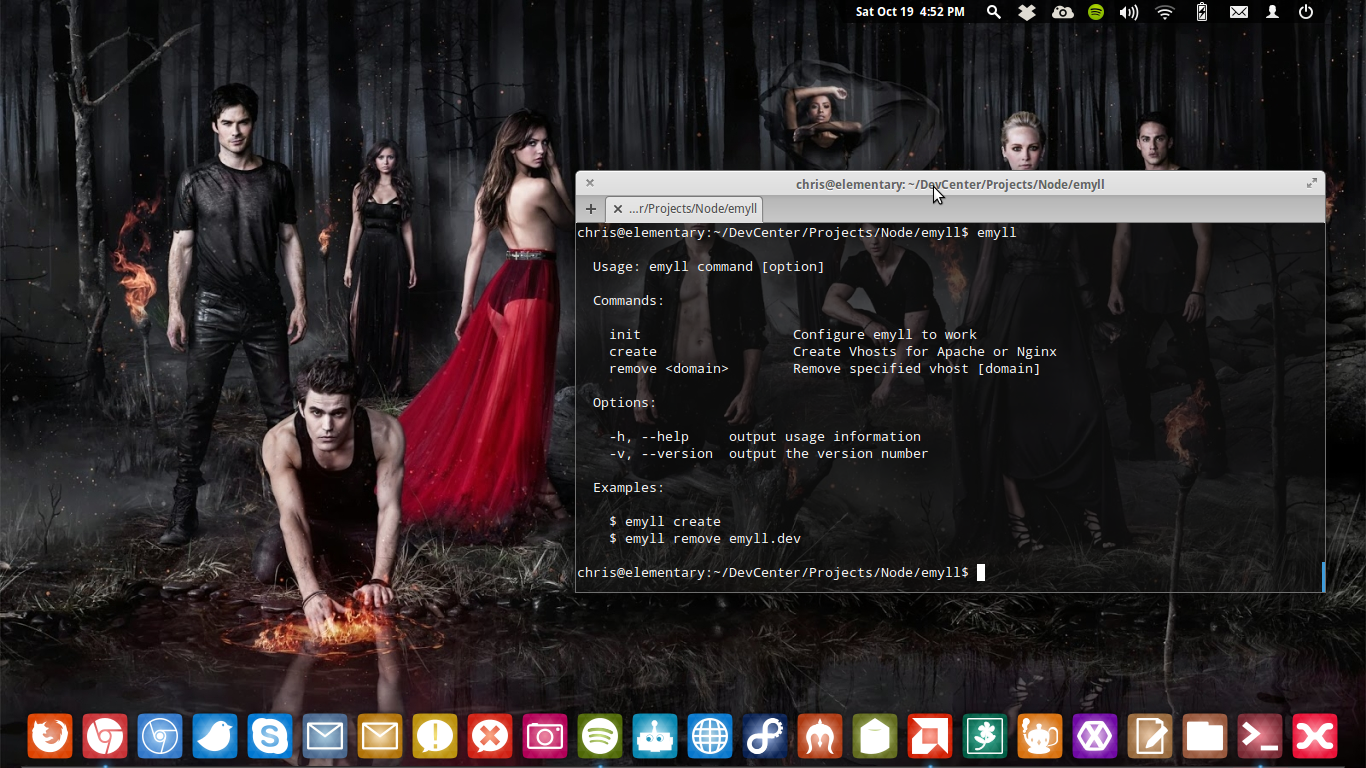 Sat Oct 19 4:52 PM
chris@elementary: ~/DevCenter/Projects/Node/emyll
...r/Projects/Node/emyll
chris@elementary:~/DevCenter/Projects/Node/emyll$ emyll
Usage: emyll command [option]
Commands:
init Configure emyll to work
create Create Vhosts for Apache or Nginx
remove <domain> Remove specified vhost [domain]
Options:
-h, --help output usage information
-v, --version output the version number
Examples:
$ emyll create
$ emyll remove emyll.dev
chris@elementary:~/DevCenter/Projects/Node/emyll$